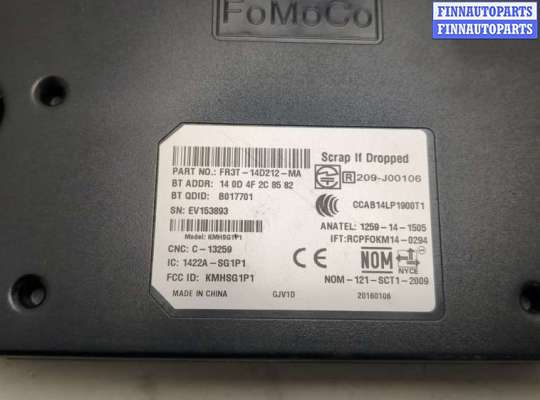 FINNAUTOPARTS
FINNAUTOPARTS
FoMoCo
Scrap If Dropped
PART NO.: FR3T-14D212-MA
BT ADDR: 14 0D 4F 2C 85 82
BT QDID: B017701
SN: EV153893
Model: KMHSG1P1
CNC: C-13259
IC: 1422A-SG1P1
FCC ID: KMHSG1P1
MADE IN CHINA
GJV1D
R 209-J00106
CCAB14LP1900T1
ANATEL: 1259-14-1505
IFT:RCPFOKM14-0294
CE
NOM
NYCE
NOM-121-SCT1-2009
20160106